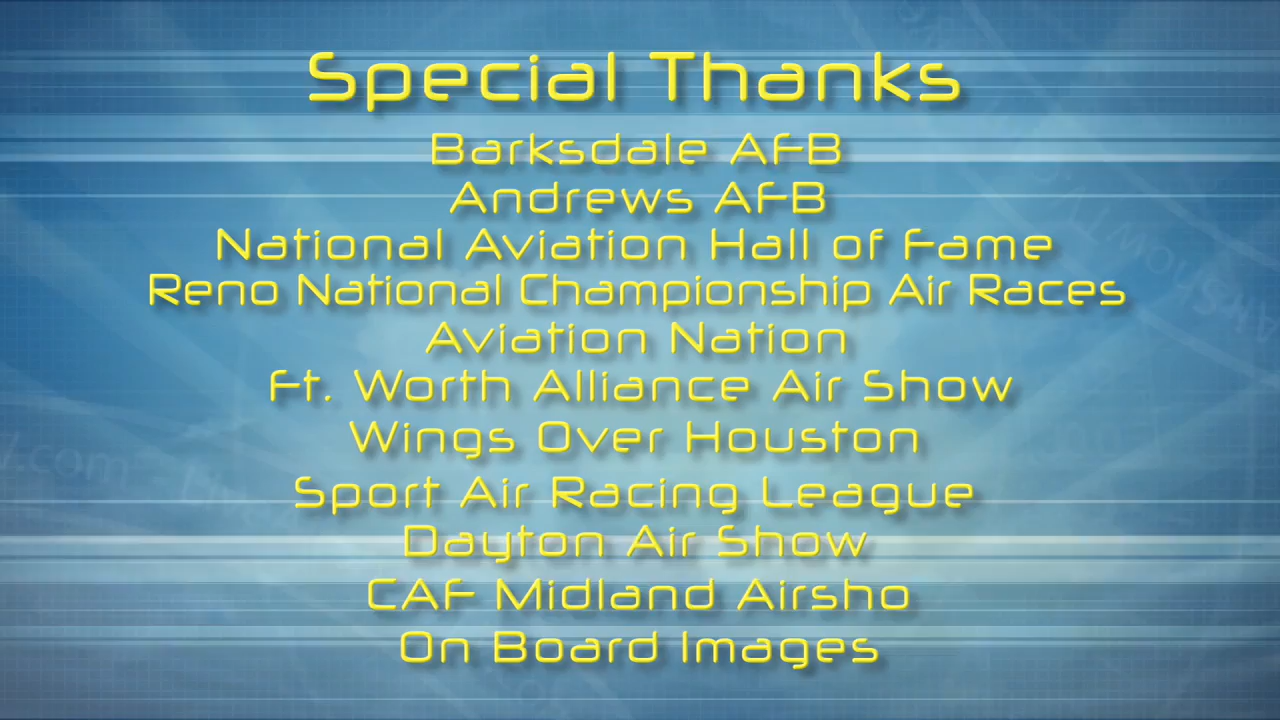 Special Thanks
Barksdale AFB
Andrews AFB
National Aviation Hall of Fame
Reno National Championship Air Races
Aviation Nation
Ft. Worth Alliance Air Show
Wings Over Houston
Sport Air Racing League
Dayton Air Show
CAF Midland Airsho
On Board Images